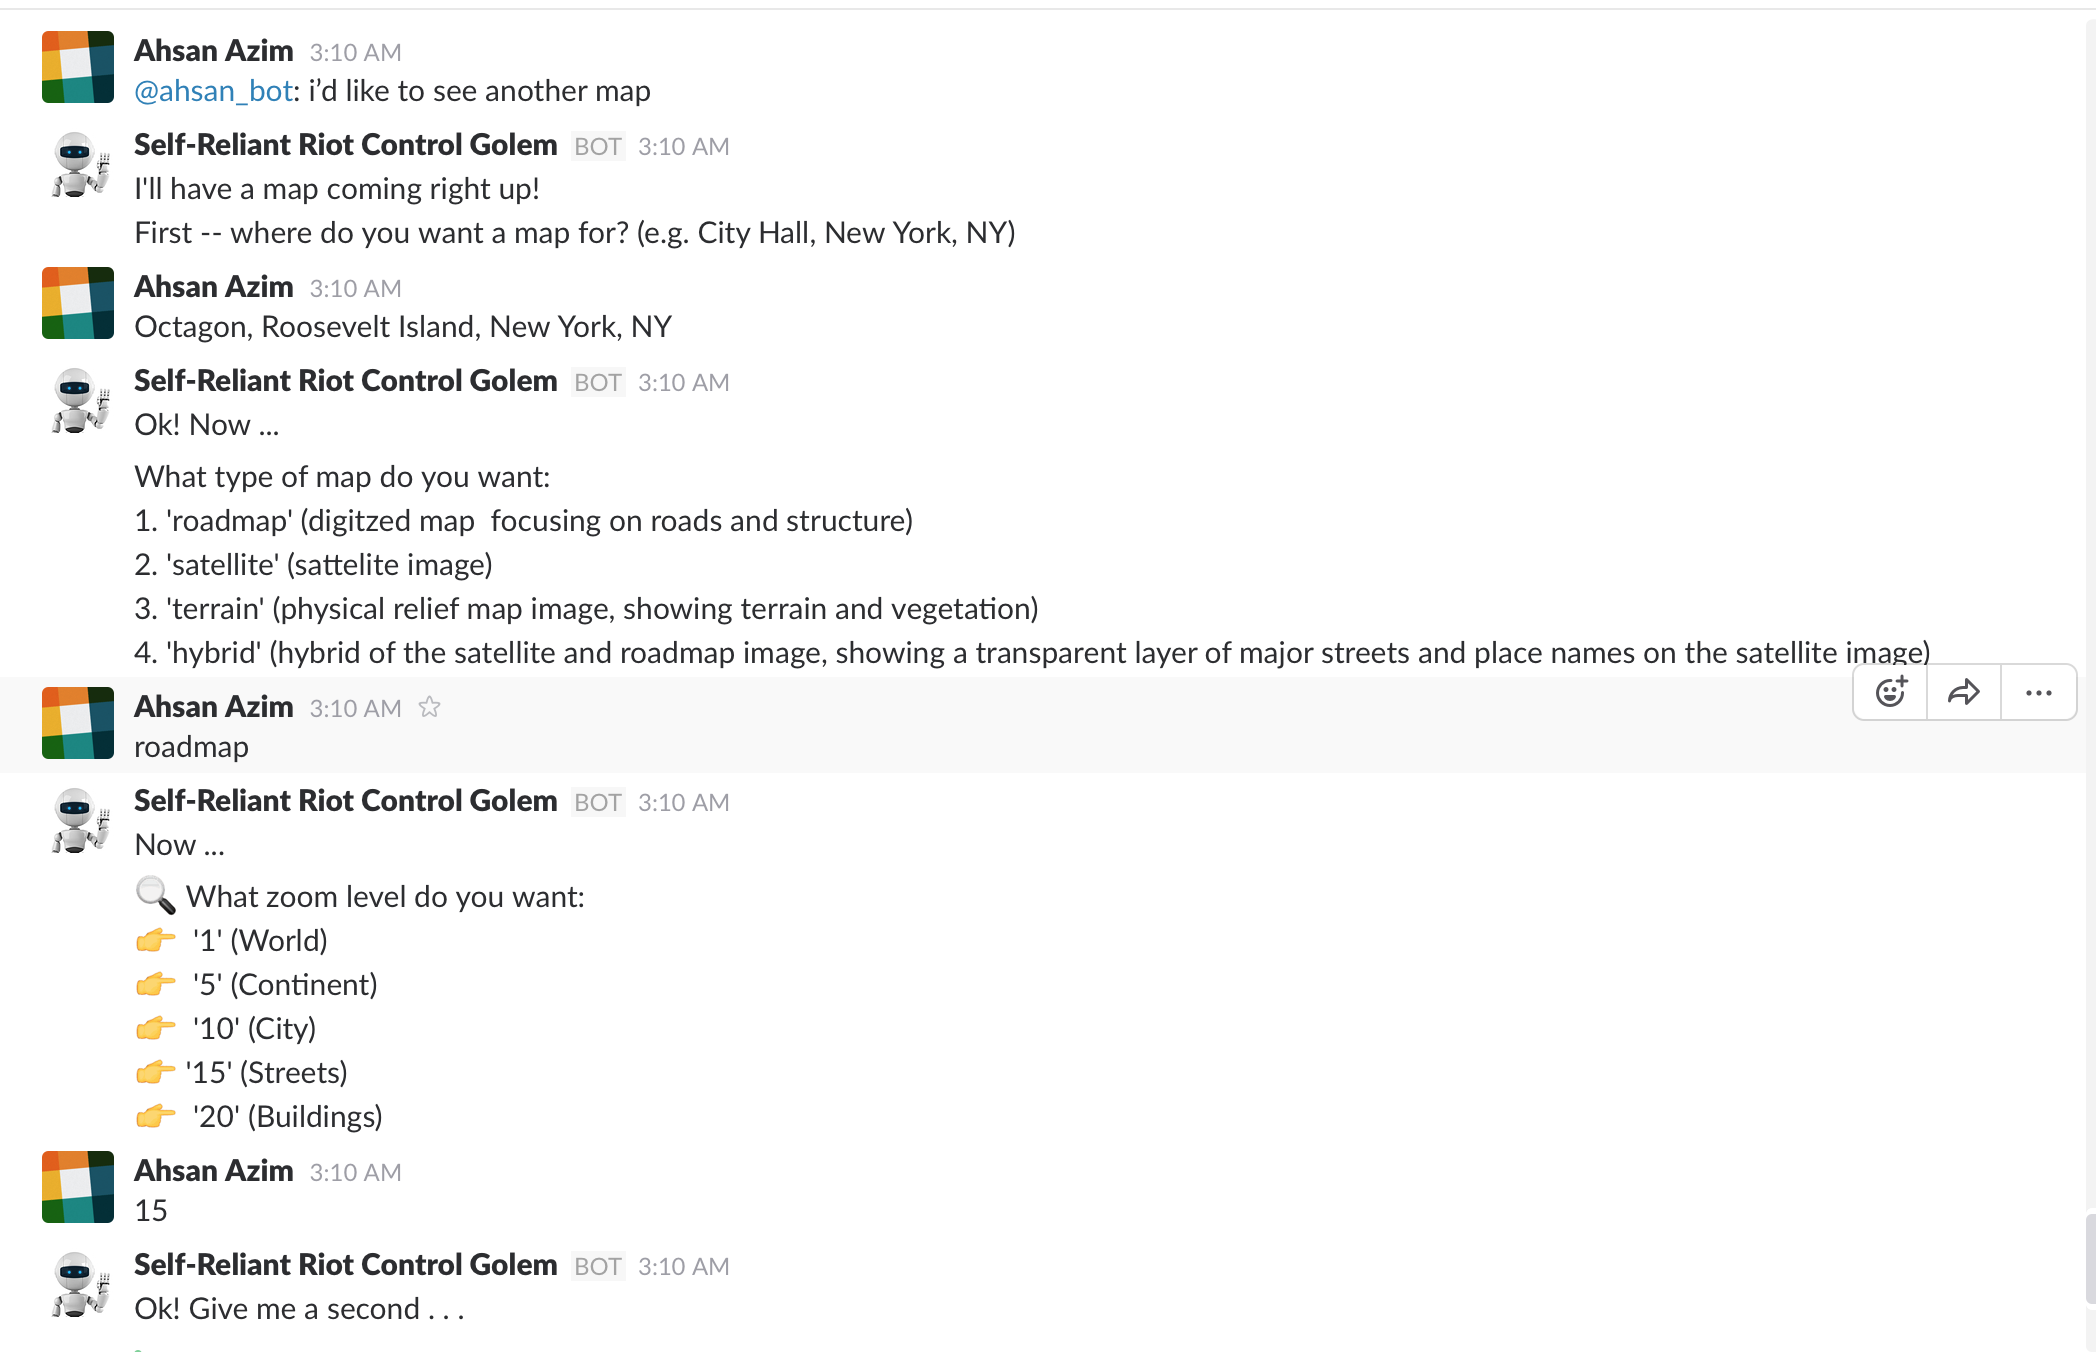 Ahsan Azim 3:10 AM
@ahsan_bot: i’d like to see another map
Self-Reliant Riot Control Golem BOT 3:10 AM
I'll have a map coming right up!
First -- where do you want a map for? (e.g. City Hall, New York, NY)
Ahsan Azim 3:10 AM
Octagon, Roosevelt Island, New York, NY
Self-Reliant Riot Control Golem BOT 3:10 AM
Ok! Now ...
What type of map do you want:
1. 'roadmap' (digitzed map  focusing on roads and structure)
2. 'satellite' (sattelite image)
3. 'terrain' (physical relief map image, showing terrain and vegetation)
4. 'hybrid' (hybrid of the satellite and roadmap image, showing a transparent layer of major streets and place names on the satellite image)
Ahsan Azim 3:10 AM
roadmap
Self-Reliant Riot Control Golem BOT 3:10 AM
Now ...
What zoom level do you want:
'1' (World)
'5' (Continent)
'10' (City)
'15' (Streets)
'20' (Buildings)
Ahsan Azim 3:10 AM
15
Self-Reliant Riot Control Golem BOT 3:10 AM
Ok! Give me a second . . .